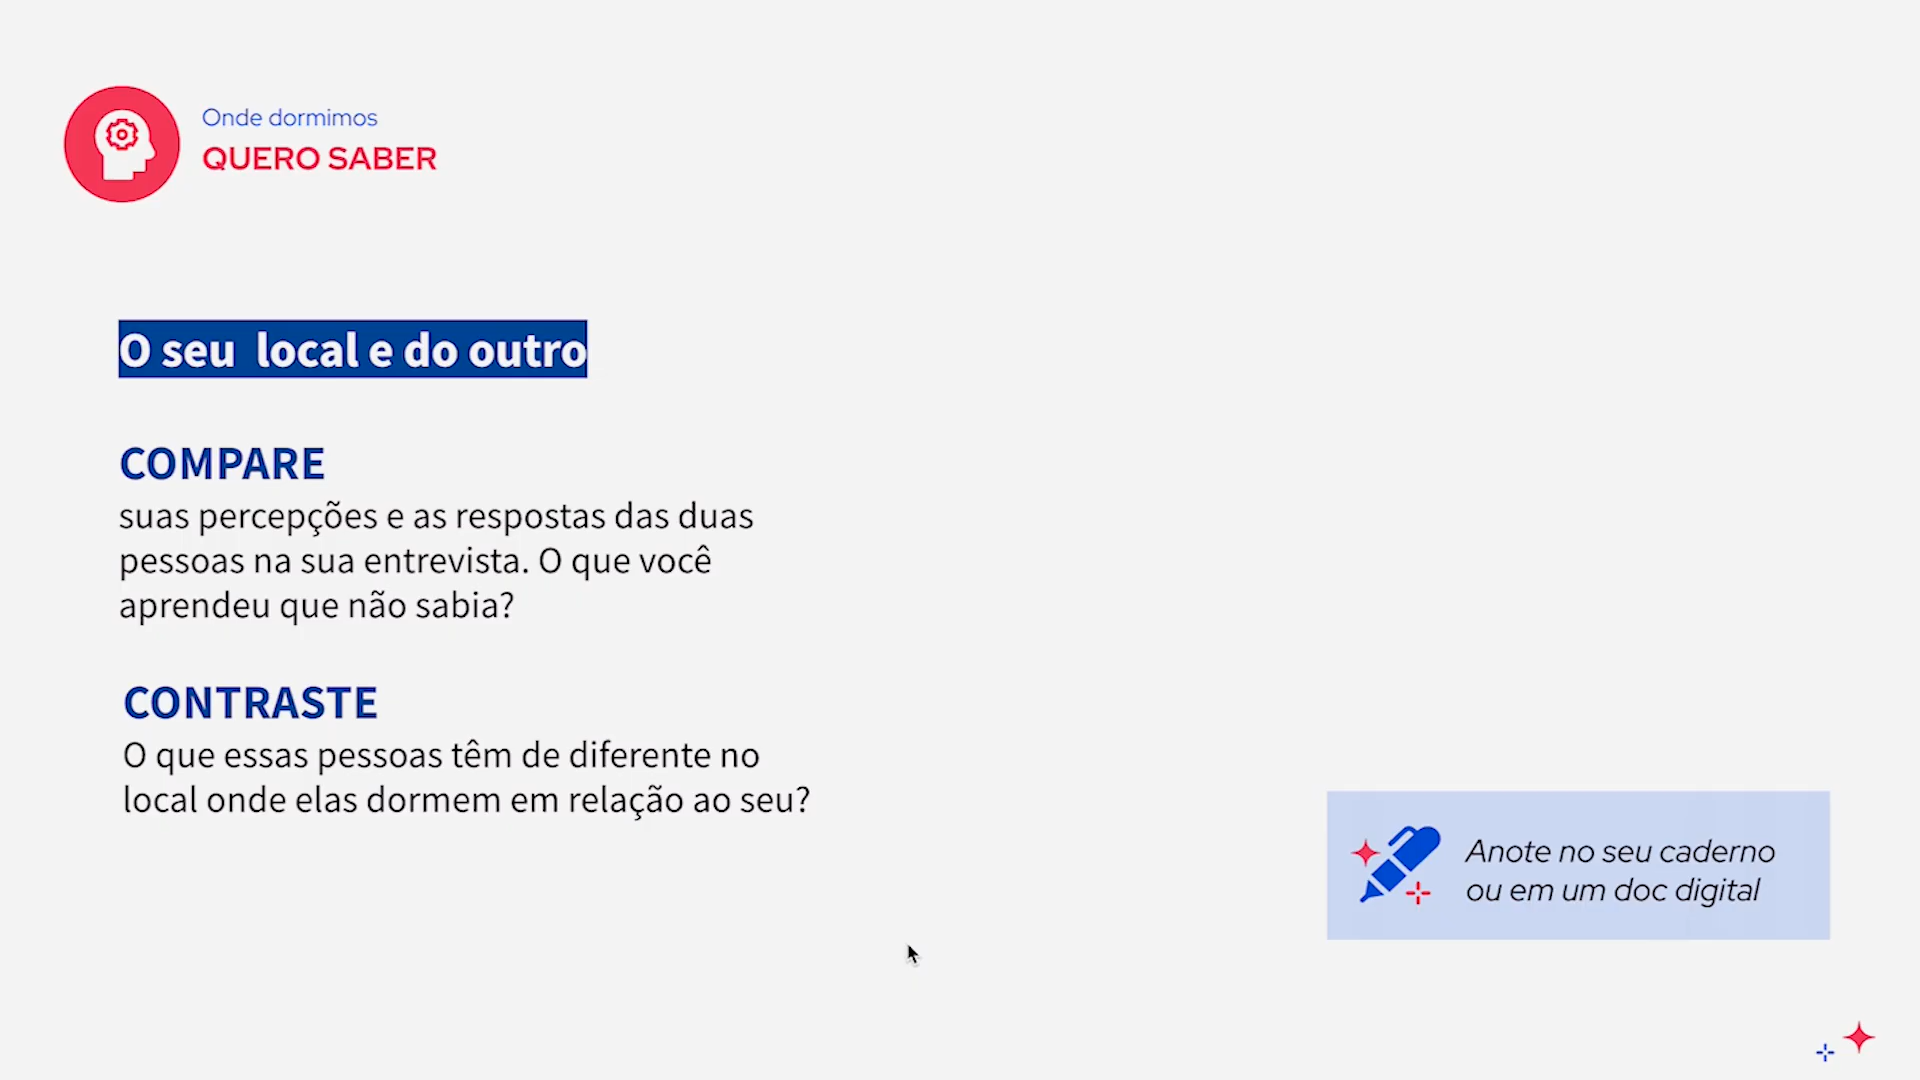 Onde dormimos
QUERO SABER
O seu  local e do outro
COMPARE
suas percepções e as respostas das duas
pessoas na sua entrevista. O que você
aprendeu que não sabia?
CONTRASTE
O que essas pessoas têm de diferente no
local onde elas dormem em relação ao seu?
Anote no seu caderno
ou em um doc digital